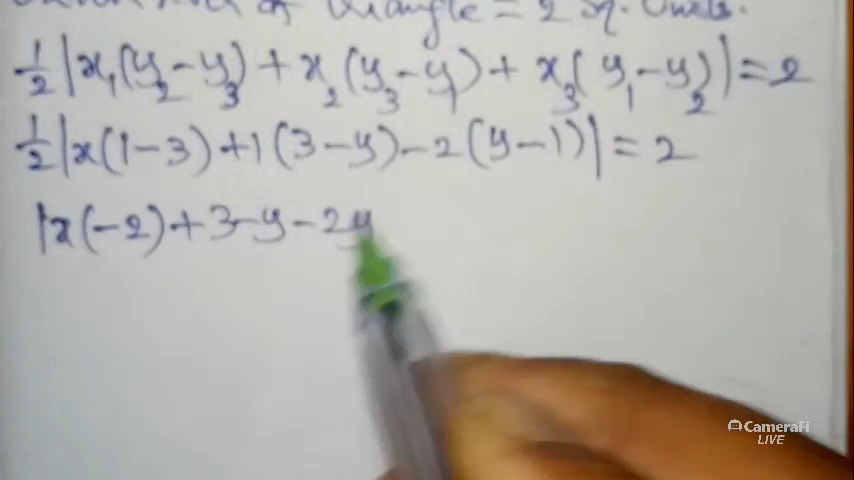 of triangle = 2 sq. units.
1/2 |x₁(y₂-y₃) + x₂(y₃-y₁) + x₃(y₁-y₂)| = 2
1/2 |x(1-3) +1(3-y) -2(y-1)| = 2
|x(-2)+3-y-2y
CameraFi
LIVE